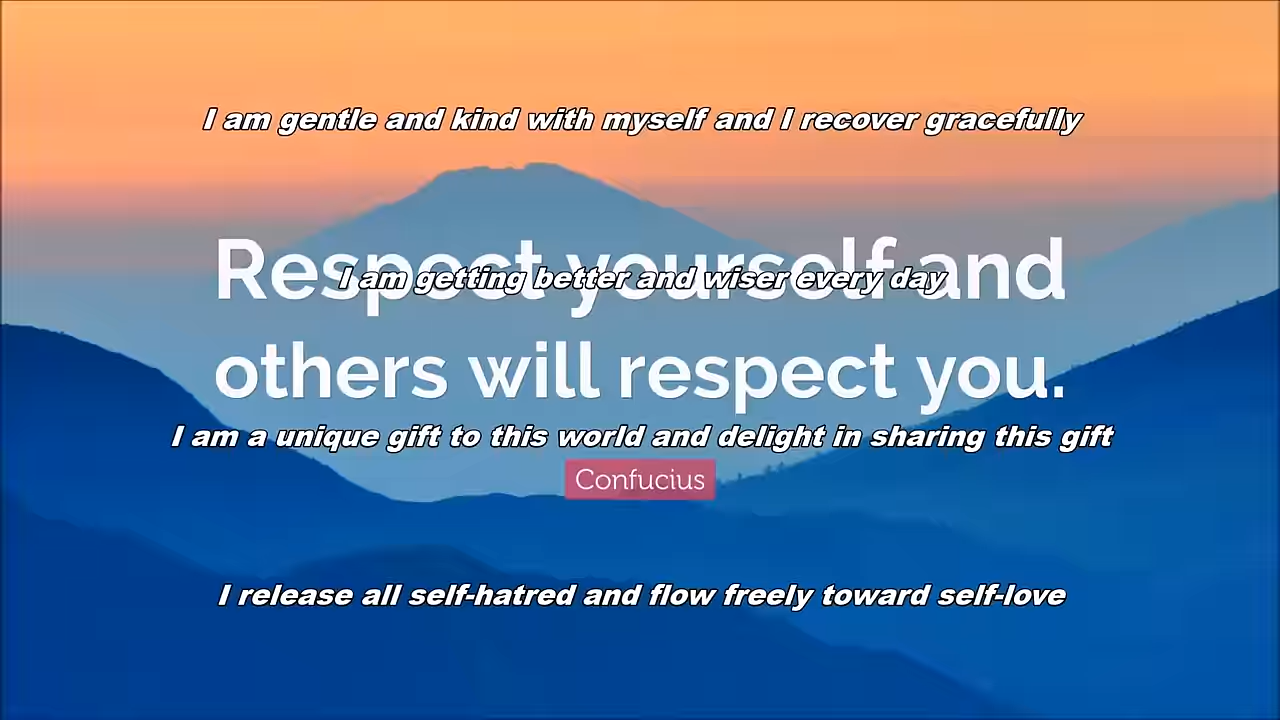 I am gentle and kind with myself and I recover gracefully
Respect yourself and
I am getting better and wiser every day
others will respect you.
I am a unique gift to this world and delight in sharing this gift
Confucius
I release all self-hatred and flow freely toward self-love